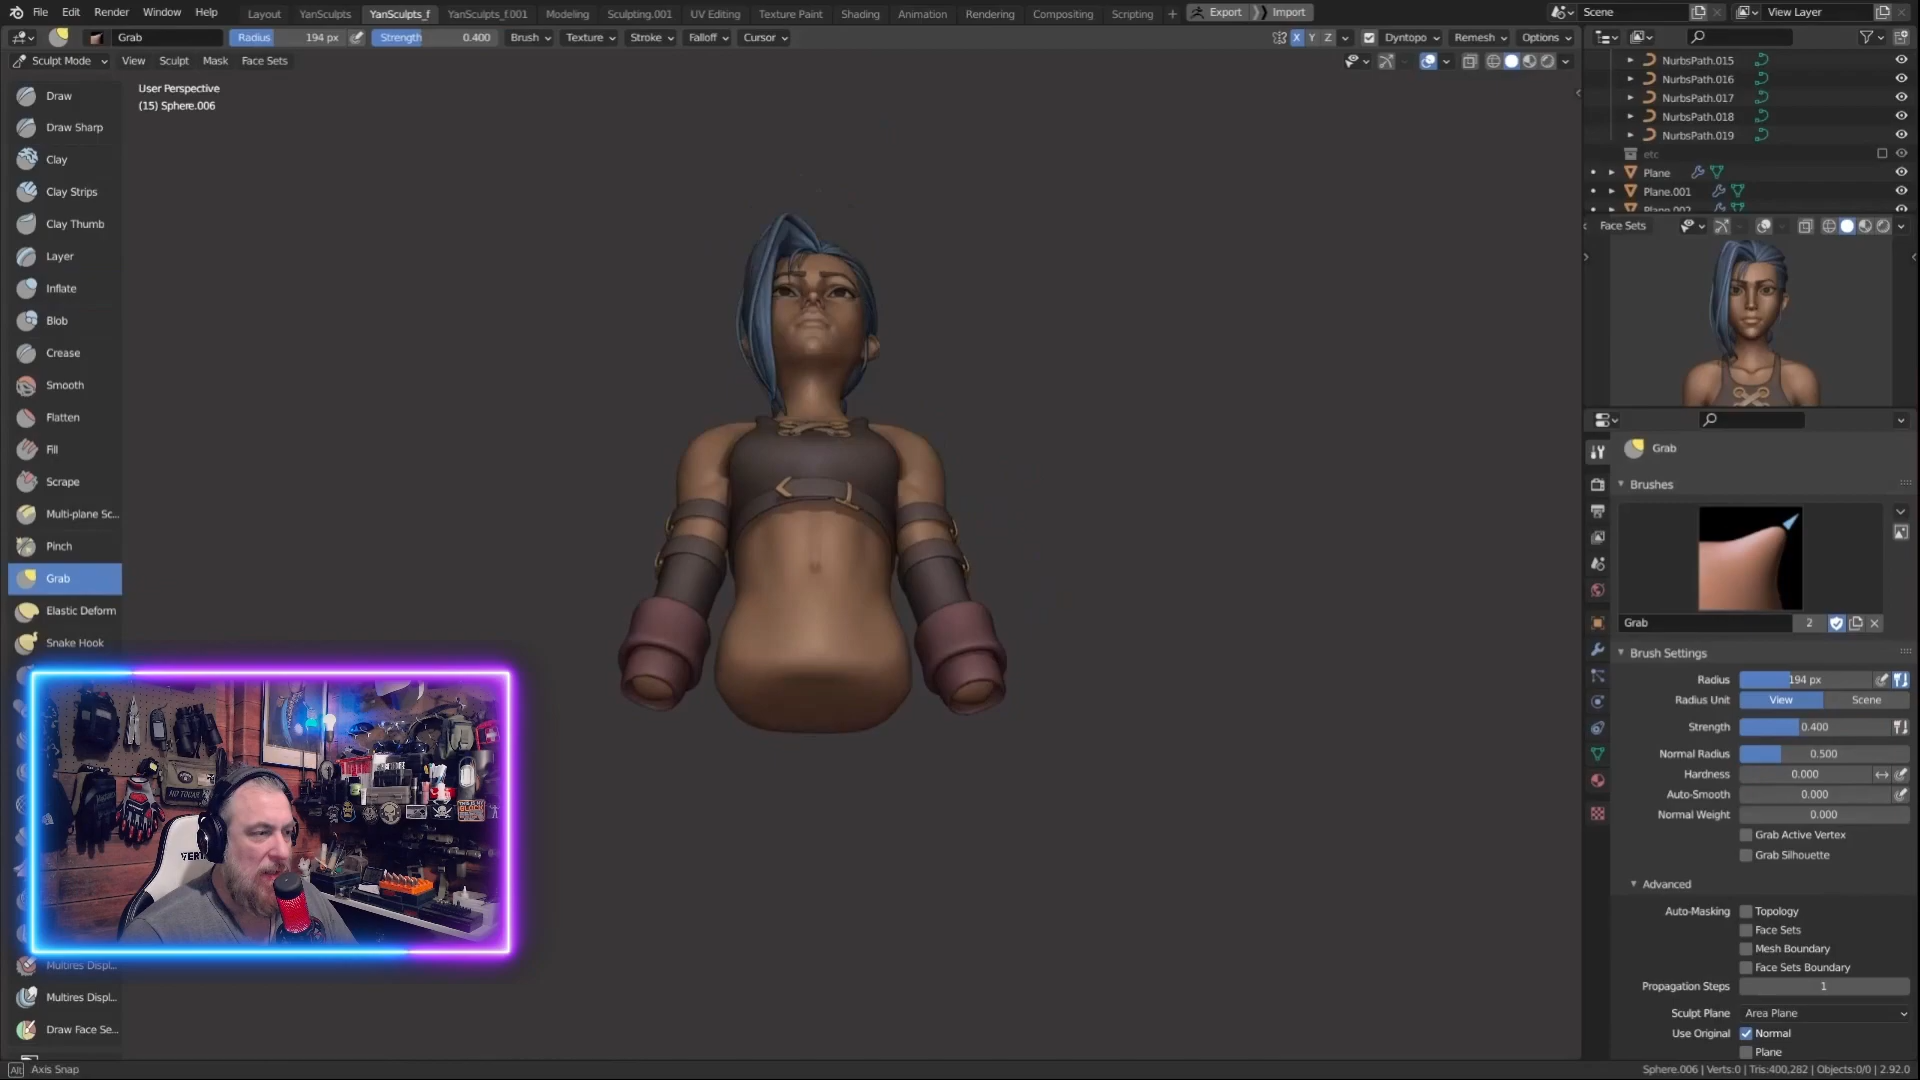 File Edit Render Window Help
Layout YanSculpts YanSculpts_f YanSculpts_f.001 Modeling Sculpting.001 UV Editing Texture Paint Shading Animation Rendering Compositing Scripting + Export Import
Scene View Layer
Grab Radius 194 px Strength 0.400 Brush Texture Stroke Falloff Cursor X Y Z Dyntopo Remesh Options
Sculpt Mode View Sculpt Mask Face Sets
User Perspective
(15) Sphere.006
Draw
Draw Sharp
Clay
Clay Strips
Clay Thumb
Layer
Inflate
Blob
Crease
Smooth
Flatten
Fill
Scrape
Multi-plane Sc...
Pinch
Grab
Elastic Deform
Snake Hook
Multires Displ...
Multires Displ...
Draw Face Se...
NurbsPath.015
NurbsPath.016
NurbsPath.017
NurbsPath.018
NurbsPath.019
etc
Plane
Plane.001
Plane.002
Face Sets
Grab
Brushes
Grab 2
Brush Settings
Radius 194 px
Radius Unit View Scene
Strength 0.400
Normal Radius 0.500
Hardness 0.000
Auto-Smooth 0.000
Normal Weight 0.000
Grab Active Vertex
Grab Silhouette
Advanced
Auto-Masking Topology
Face Sets
Mesh Boundary
Face Sets Boundary
Propagation Steps 1
Sculpt Plane Area Plane
Use Original Normal
Plane
Alt Axis Snap
Sphere.006 | Verts:0 | Tris:400,282 | Objects:0/0 | 2.92.0